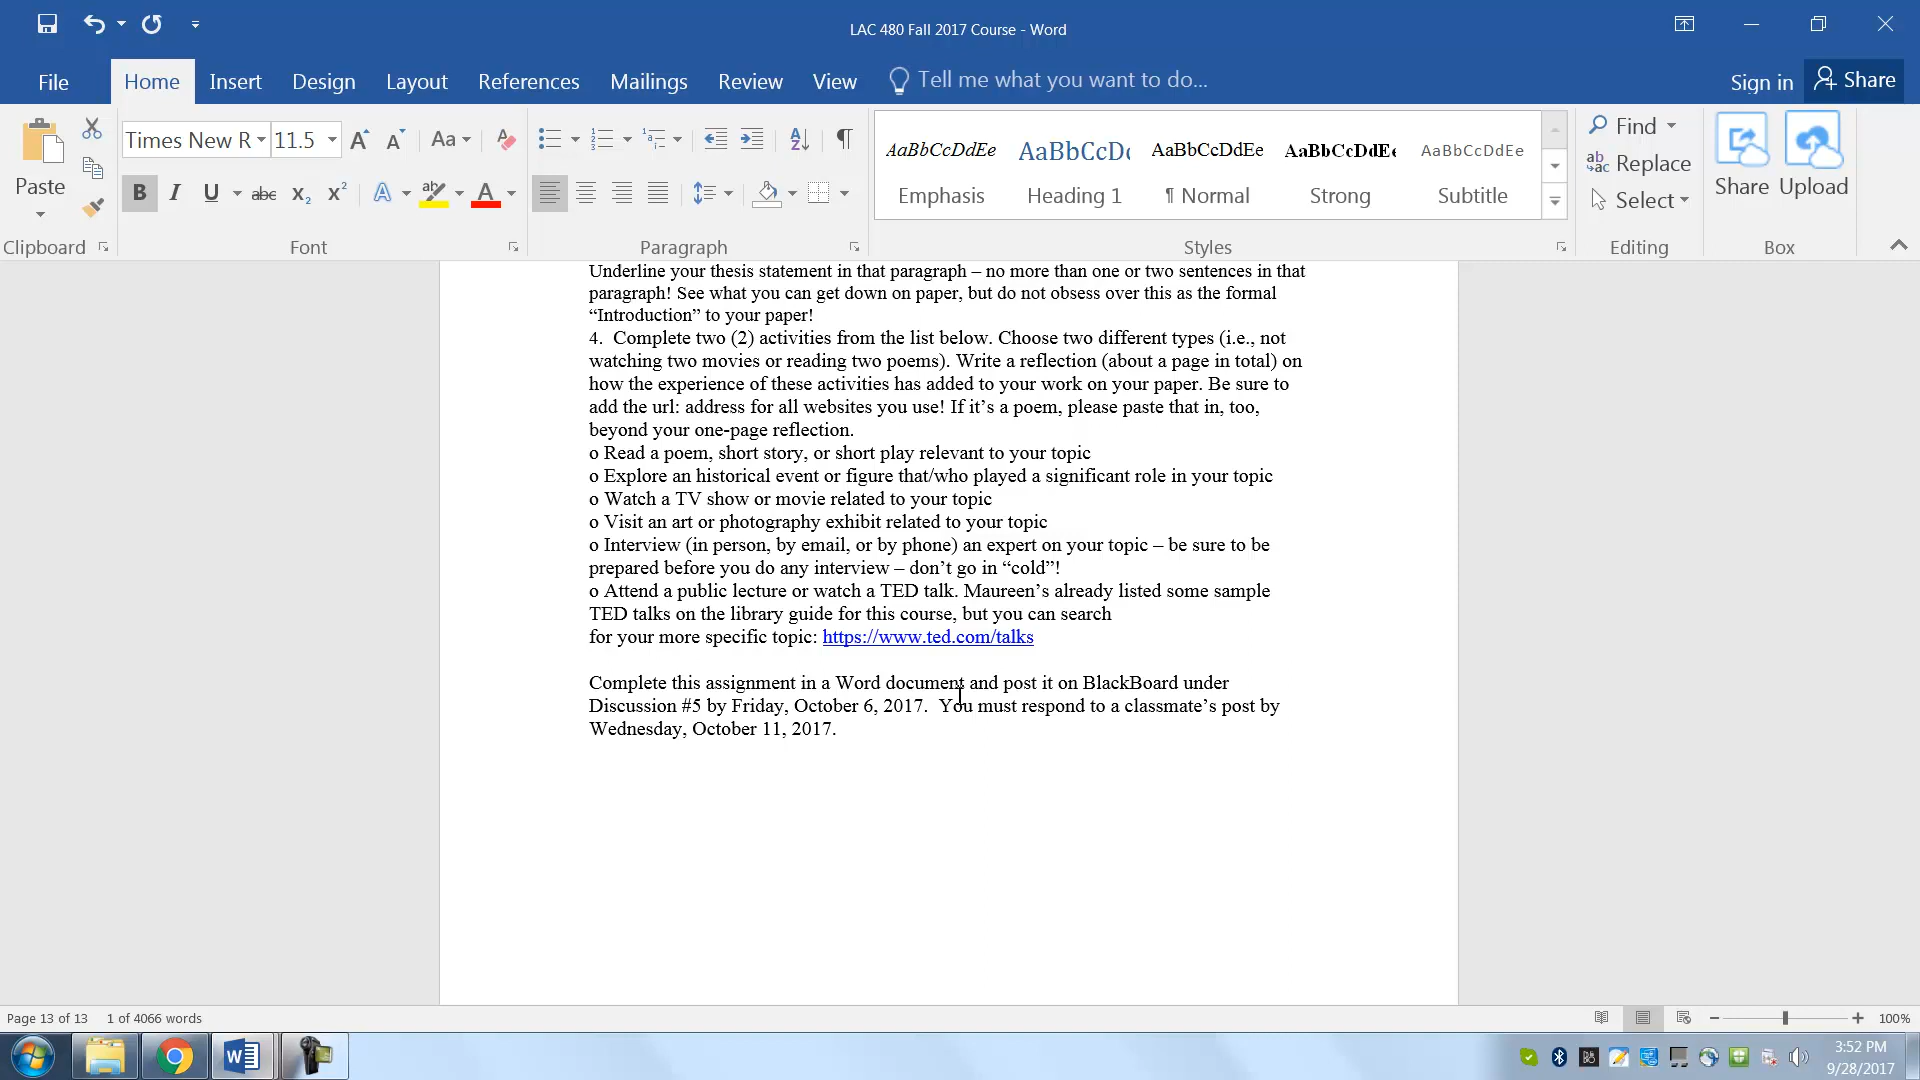 LAC 480 Fall 2017 Course - Word
File Home Insert Design Layout References Mailings Review View Tell me what you want to do... Sign in Share
Times New R 11.5 Aa
Paste
B I U abc X₂ X² A ab A
AaBbCcDdEe AaBbCcDc AaBbCcDdEe AaBbCcDdEe AaBbCcDdEe
Emphasis Heading 1 ¶ Normal Strong Subtitle
Find
Replace
Select
Share Upload
Clipboard Font Paragraph Styles Editing Box
Underline your thesis statement in that paragraph – no more than one or two sentences in that
paragraph! See what you can get down on paper, but do not obsess over this as the formal
“Introduction” to your paper!
4.  Complete two (2) activities from the list below. Choose two different types (i.e., not
watching two movies or reading two poems). Write a reflection (about a page in total) on
how the experience of these activities has added to your work on your paper. Be sure to
add the url: address for all websites you use! If it’s a poem, please paste that in, too,
beyond your one-page reflection.
o Read a poem, short story, or short play relevant to your topic
o Explore an historical event or figure that/who played a significant role in your topic
o Watch a TV show or movie related to your topic
o Visit an art or photography exhibit related to your topic
o Interview (in person, by email, or by phone) an expert on your topic – be sure to be
prepared before you do any interview – don’t go in “cold”!
o Attend a public lecture or watch a TED talk. Maureen’s already listed some sample
TED talks on the library guide for this course, but you can search
for your more specific topic: https://www.ted.com/talks
Complete this assignment in a Word document and post it on BlackBoard under
Discussion #5 by Friday, October 6, 2017.  You must respond to a classmate’s post by
Wednesday, October 11, 2017.
Page 13 of 13 1 of 4066 words 100%
3:52 PM
9/28/2017